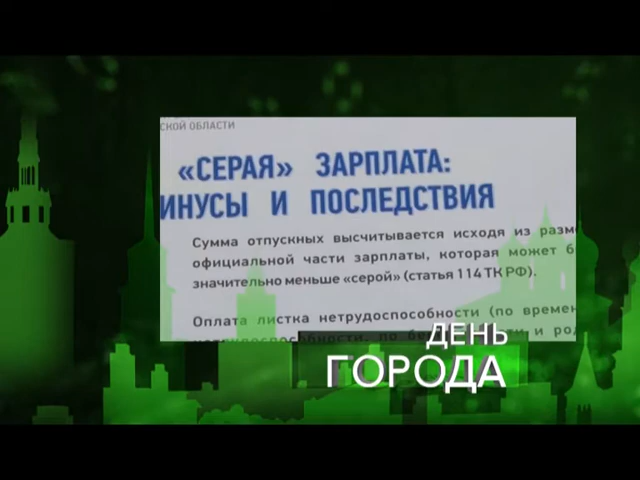 СКОЙ ОБЛАСТИ
«СЕРАЯ» ЗАРПЛАТА:
ИНУСЫ И ПОСЛЕДСТВИЯ
Сумма отпускных высчитывается исходя из разме
официальной части зарплаты, которая может б
значительно меньше «серой» (статья 114 ТК РФ).
Оплата листка нетрудоспособности (по времен
ДЕНЬ
ГОРОДА